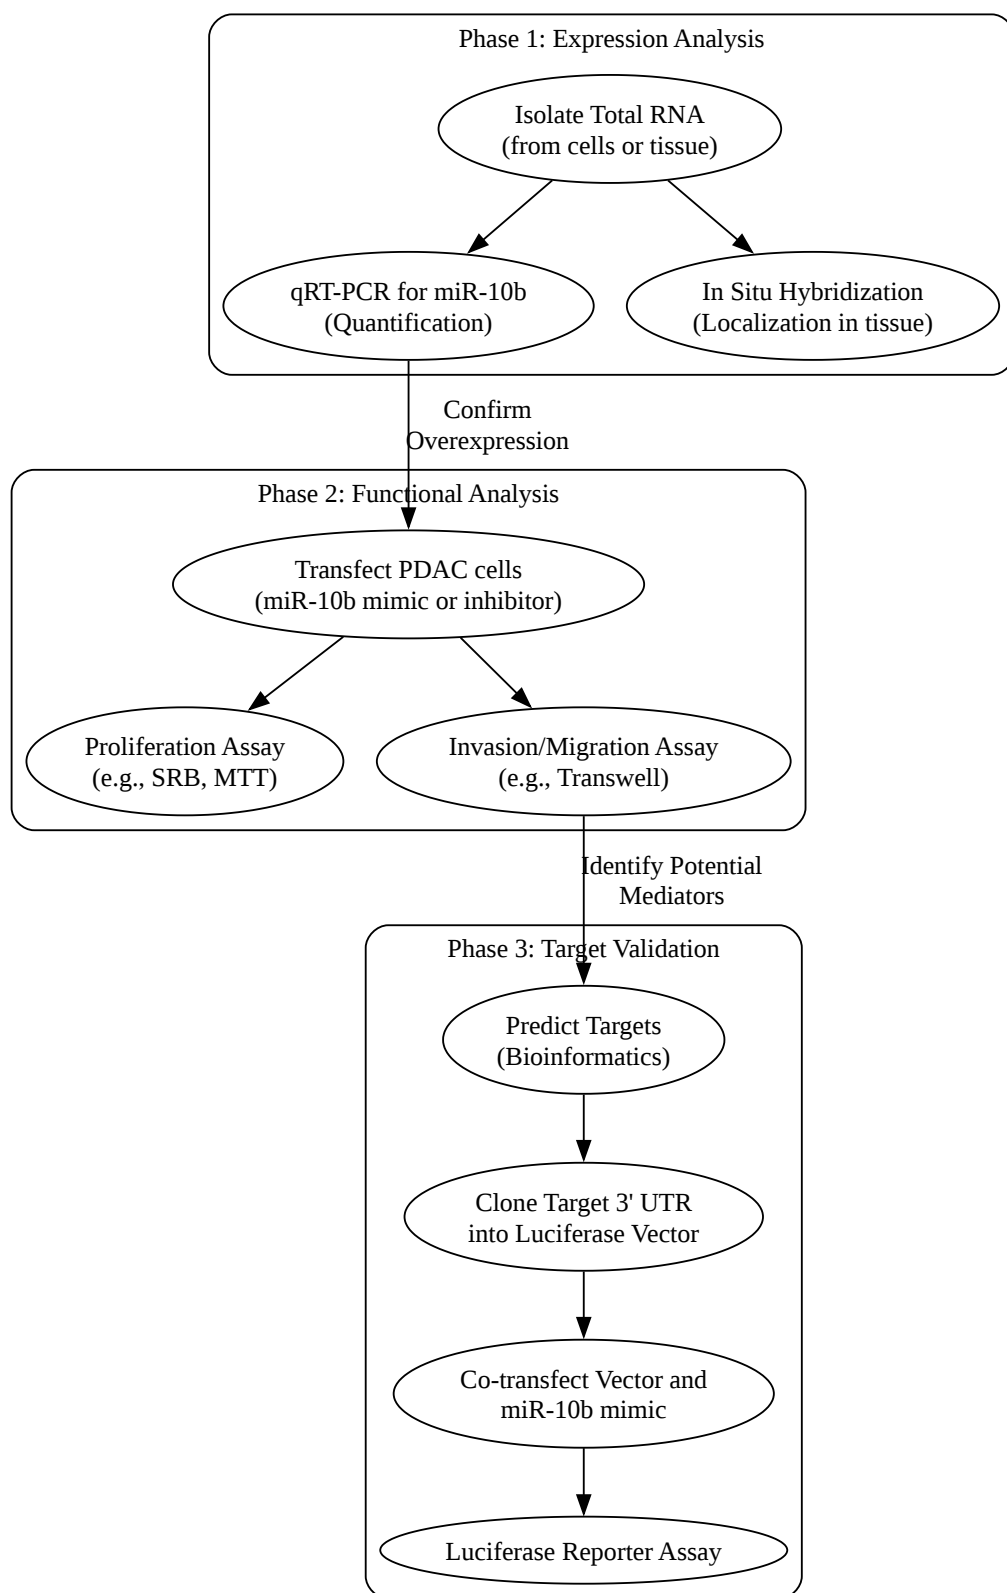 Phase 1: Expression Analysis
Isolate Total RNA
(from cells or tissue)
qRT-PCR for miR-10b
(Quantification)
In Situ Hybridization
(Localization in tissue)
Confirm
Overexpression
Phase 2: Functional Analysis
Transfect PDAC cells
(miR-10b mimic or inhibitor)
Proliferation Assay
(e.g., SRB, MTT)
Invasion/Migration Assay
(e.g., Transwell)
Identify Potential
Mediators
Phase 3: Target Validation
Predict Targets
(Bioinformatics)
Clone Target 3' UTR
into Luciferase Vector
Co-transfect Vector and
miR-10b mimic
Luciferase Reporter Assay